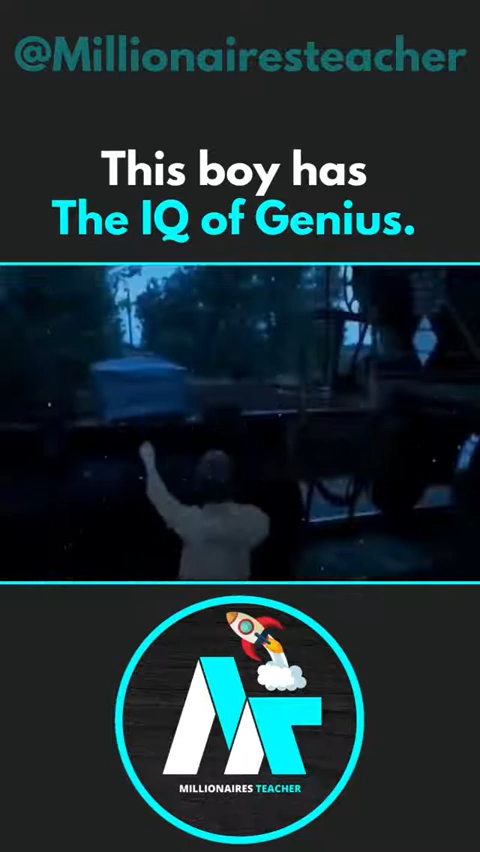 @Millionairesteacher
This boy has
The IQ of Genius.
MILLIONAIRES TEACHER